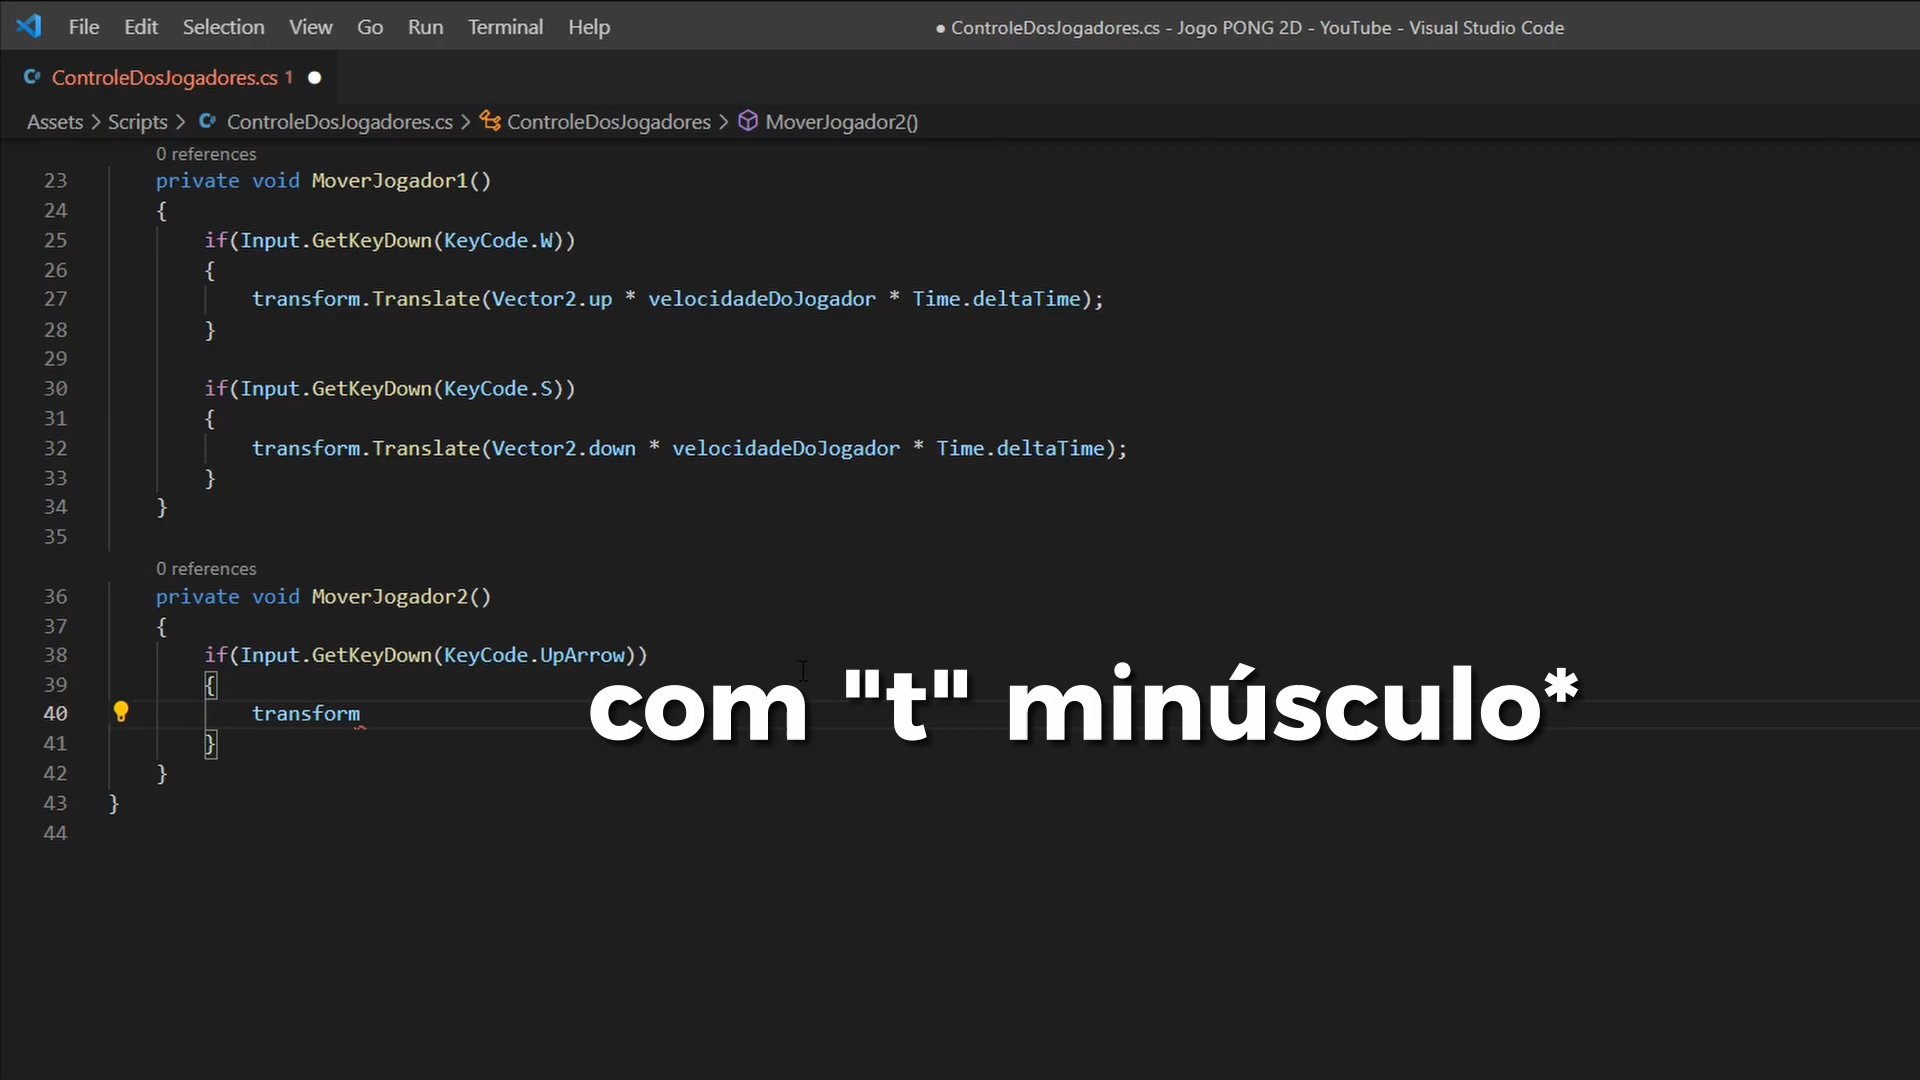 File Edit Selection View Go Run Terminal Help
● ControleDosJogadores.cs - Jogo PONG 2D - YouTube - Visual Studio Code
ControleDosJogadores.cs 1 ●
Assets > Scripts > ControleDosJogadores.cs > ControleDosJogadores > MoverJogador2()
0 references
23 private void MoverJogador1()
24 {
25 if(Input.GetKeyDown(KeyCode.W))
26 {
27 transform.Translate(Vector2.up * velocidadeDoJogador * Time.deltaTime);
28 }
29
30 if(Input.GetKeyDown(KeyCode.S))
31 {
32 transform.Translate(Vector2.down * velocidadeDoJogador * Time.deltaTime);
33 }
34 }
35
0 references
36 private void MoverJogador2()
37 {
38 if(Input.GetKeyDown(KeyCode.UpArrow))
39 {
40 transform
com "t" minúsculo*
41 }
42 }
43 }
44